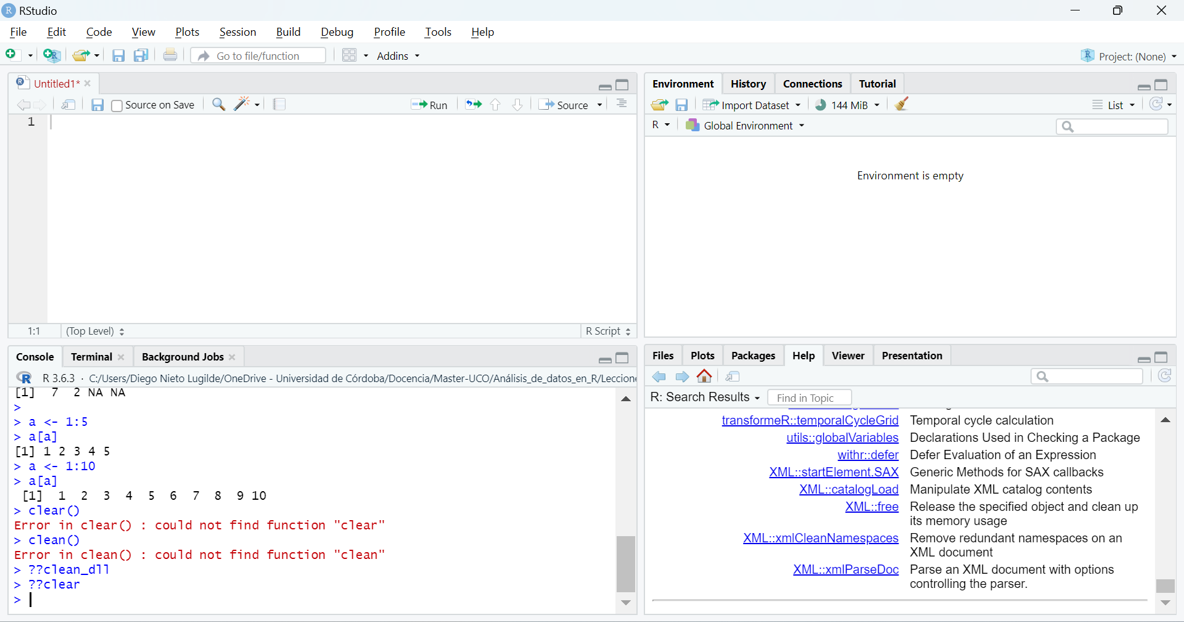 RStudio
File Edit Code View Plots Session Build Debug Profile Tools Help
Go to file/function Addins Project: (None)
Untitled1*
Source on Save Run Source
1
1:1 (Top Level) R Script
Console Terminal Background Jobs
R 3.6.3 · C:/Users/Diego Nieto Lugilde/OneDrive - Universidad de Córdoba/Docencia/Master-UCO/Análisis_de_datos_en_R/Leccione
[1] 7 2 NA NA
>
> a <- 1:5
> a[a]
[1] 1 2 3 4 5
> a <- 1:10
> a[a]
[1] 1 2 3 4 5 6 7 8 9 10
> clear()
Error in clear() : could not find function "clear"
> clean()
Error in clean() : could not find function "clean"
> ??clean_dll
> ??clear
>
Environment History Connections Tutorial
Import Dataset 144 MiB List
R Global Environment
Environment is empty
Files Plots Packages Help Viewer Presentation
R: Search Results Find in Topic
transformeR::temporalCycleGrid Temporal cycle calculation
utils::globalVariables Declarations Used in Checking a Package
withr::defer Defer Evaluation of an Expression
XML::startElement.SAX Generic Methods for SAX callbacks
XML::catalogLoad Manipulate XML catalog contents
XML::free Release the specified object and clean up
its memory usage
XML::xmlCleanNamespaces Remove redundant namespaces on an
XML document
XML::xmlParseDoc Parse an XML document with options
controlling the parser.